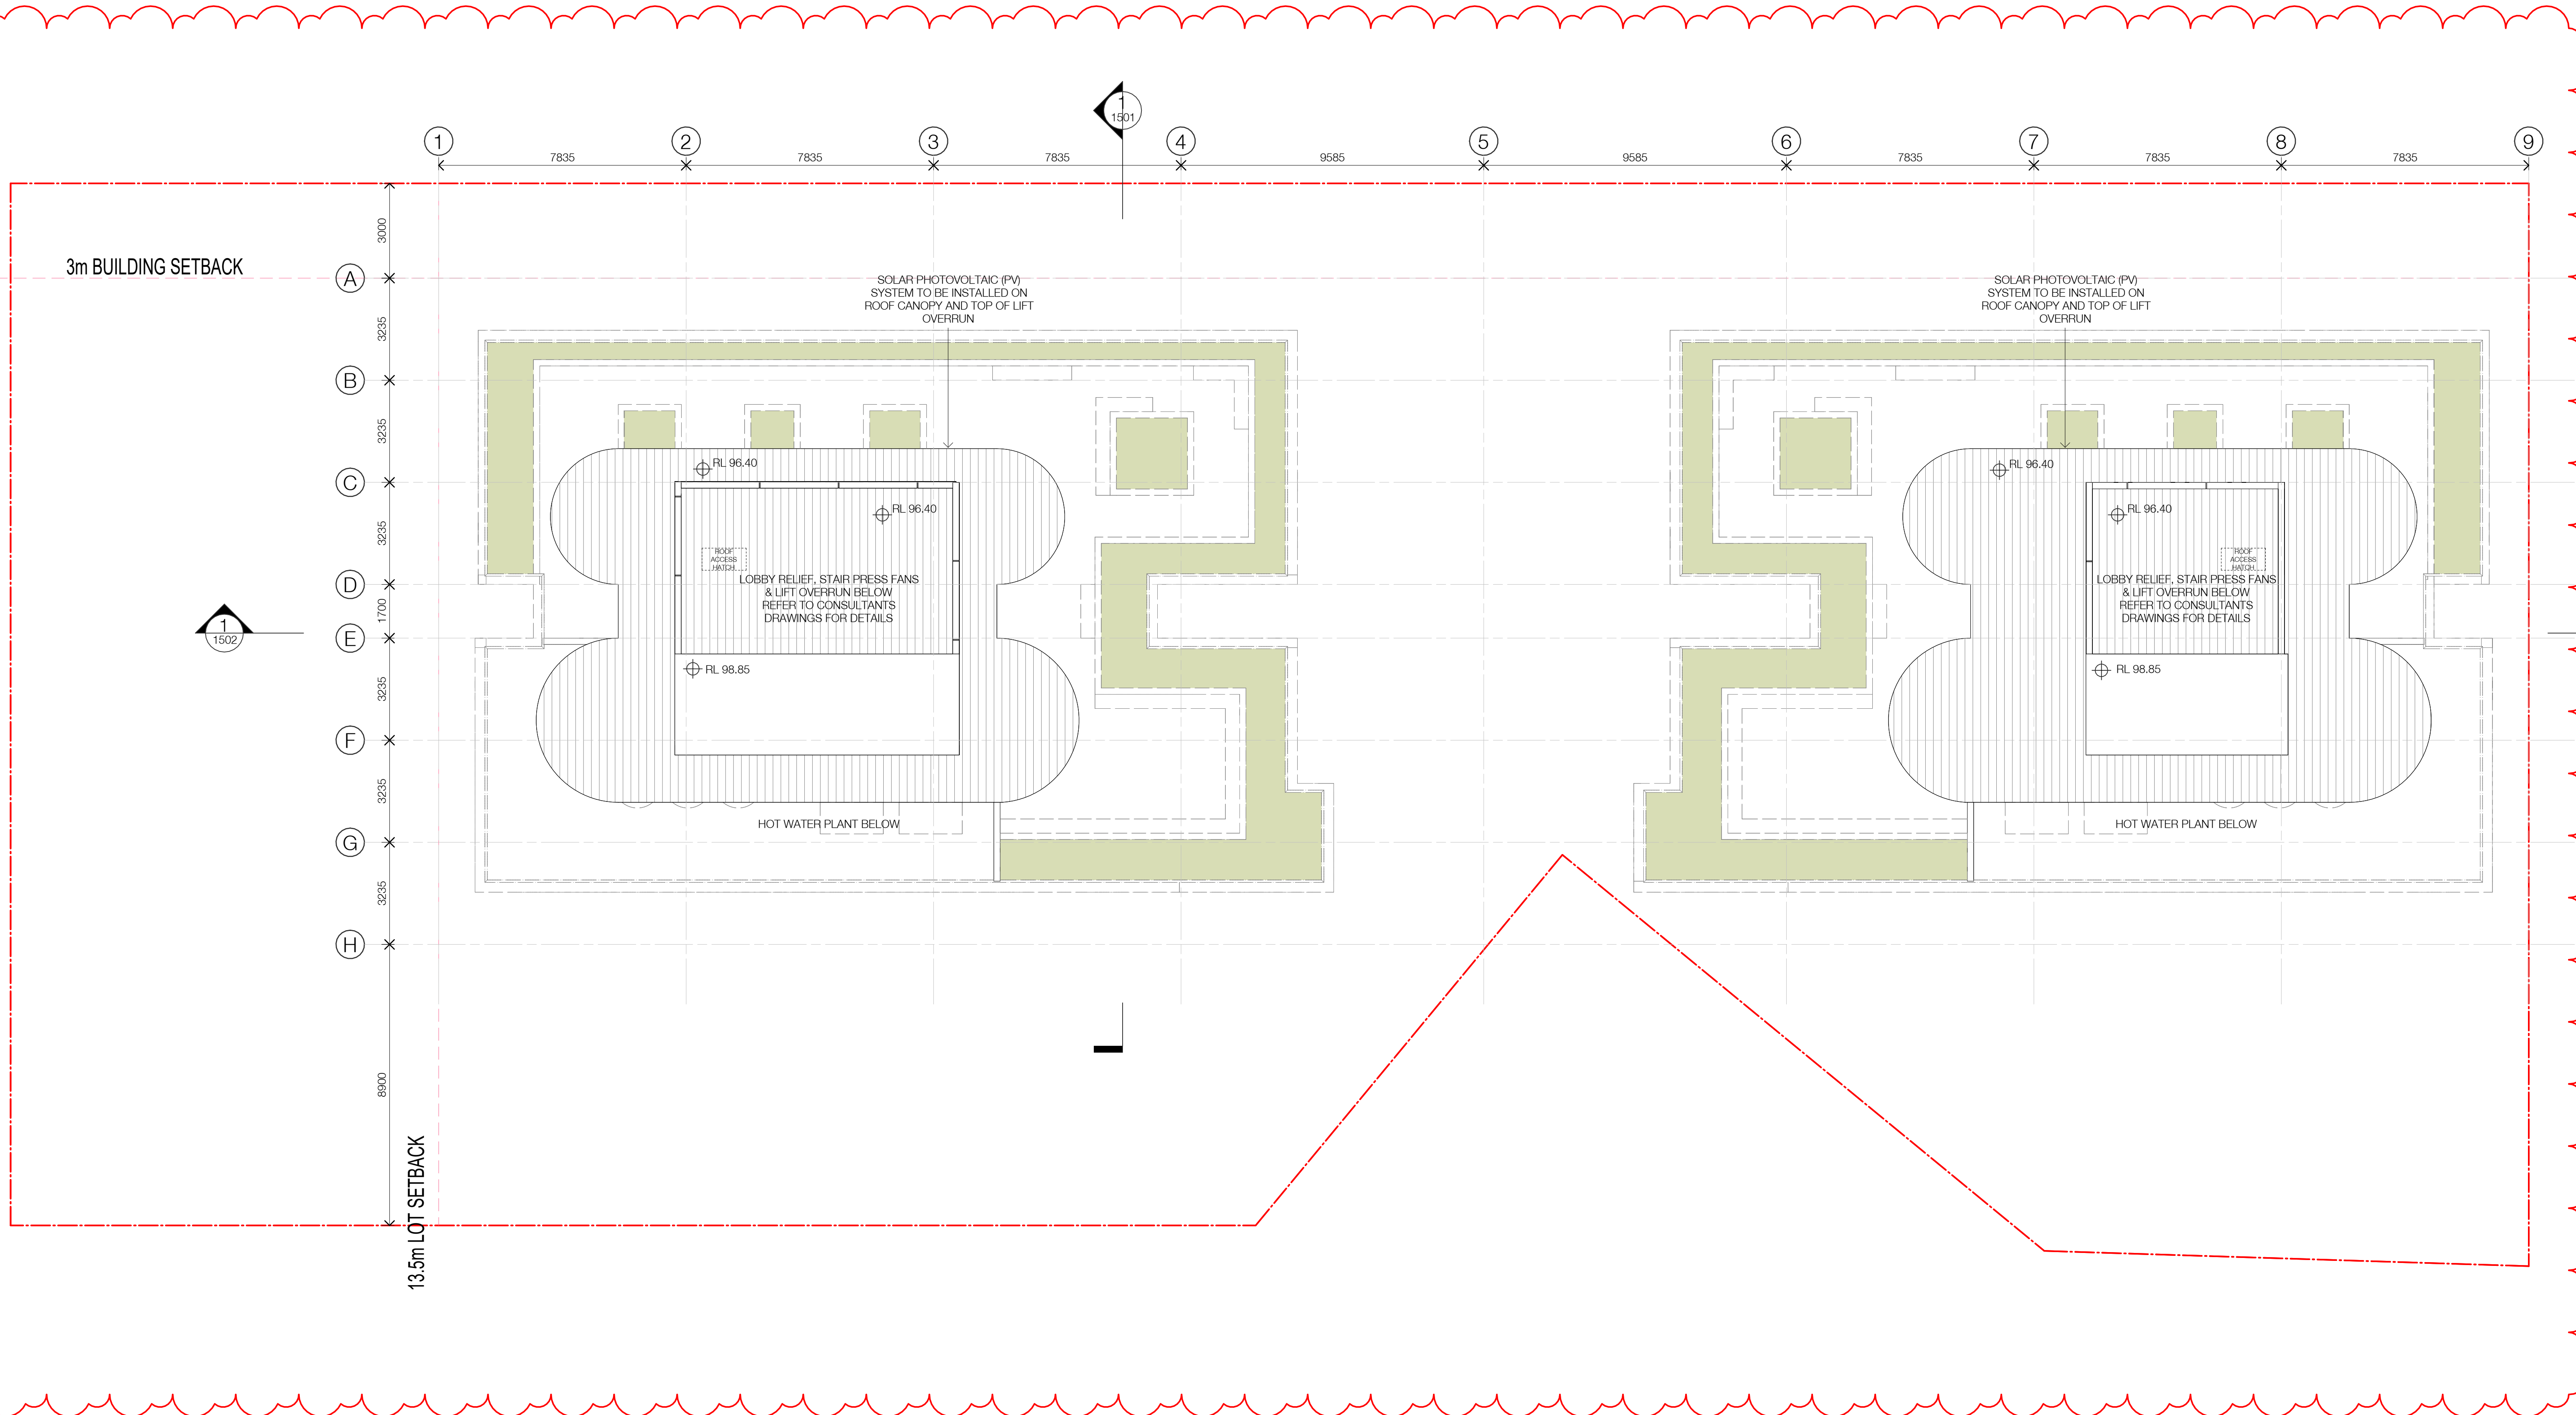 1
1501
1
2
3
4
5
6
7
8
9
7835
7835
7835
9585
9585
7835
7835
7835
3000
3m BUILDING SETBACK
A
SOLAR PHOTOVOLTAIC (PV)
SYSTEM TO BE INSTALLED ON
ROOF CANOPY AND TOP OF LIFT
OVERRUN
SOLAR PHOTOVOLTAIC (PV)
SYSTEM TO BE INSTALLED ON
ROOF CANOPY AND TOP OF LIFT
OVERRUN
3235
B
3235
C
RL 96.40
RL 96.40
RL 96.40
RL 96.40
3235
ROOF
ACCESS
HATCH
ROOF
ACCESS
HATCH
D
LOBBY RELIEF, STAIR PRESS FANS
& LIFT OVERRUN BELOW
REFER TO CONSULTANTS
DRAWINGS FOR DETAILS
LOBBY RELIEF, STAIR PRESS FANS
& LIFT OVERRUN BELOW
REFER TO CONSULTANTS
DRAWINGS FOR DETAILS
1700
1
1502
E
RL 98.85
RL 98.85
3235
F
3235
HOT WATER PLANT BELOW
HOT WATER PLANT BELOW
G
3235
H
8900
13.5m LOT SETBACK